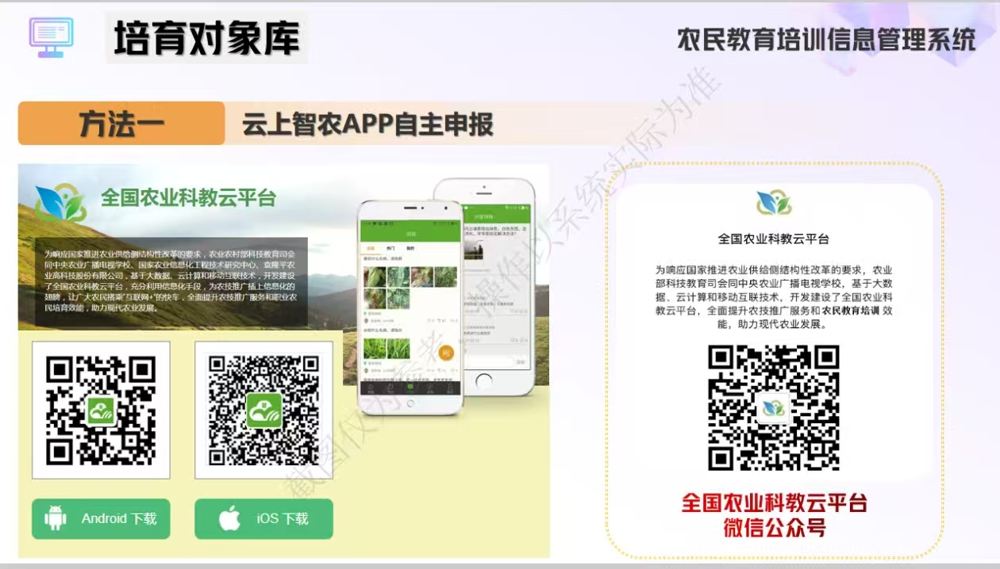 培育对象库
农民教育培训信息管理系统
方法一
云上智农APP自主申报
全国农业科教云平台
为响应国家推进农业供给侧结构性改革的要求，农业农村部科技教育司会
同中央农业广播电视学校、国家农业信息化工程技术研究中心、袁隆平农
业高科技股份有限公司，基于大数据、云计算和移动互联技术，开发建设
了全国农业科教云平台，充分利用信息化手段，为农技推广插上信息化的
翅膀，让广大农民搭乘"互联网+"的快车，全面提升农技推广服务和职业农
民培育效能，助力现代农业发展。
问
Android 下载
iOS 下载
全国农业科教云平台
为响应国家推进农业供给侧结构性改革的要求，农业
部科技教育司会同中央农业广播电视学校，基于大数
据、云计算和移动互联技术，开发建设了全国农业科
教云平台，全面提升农技推广服务和农民教育培训 效
能，助力现代农业发展。
全国农业科教云平台
微信公众号